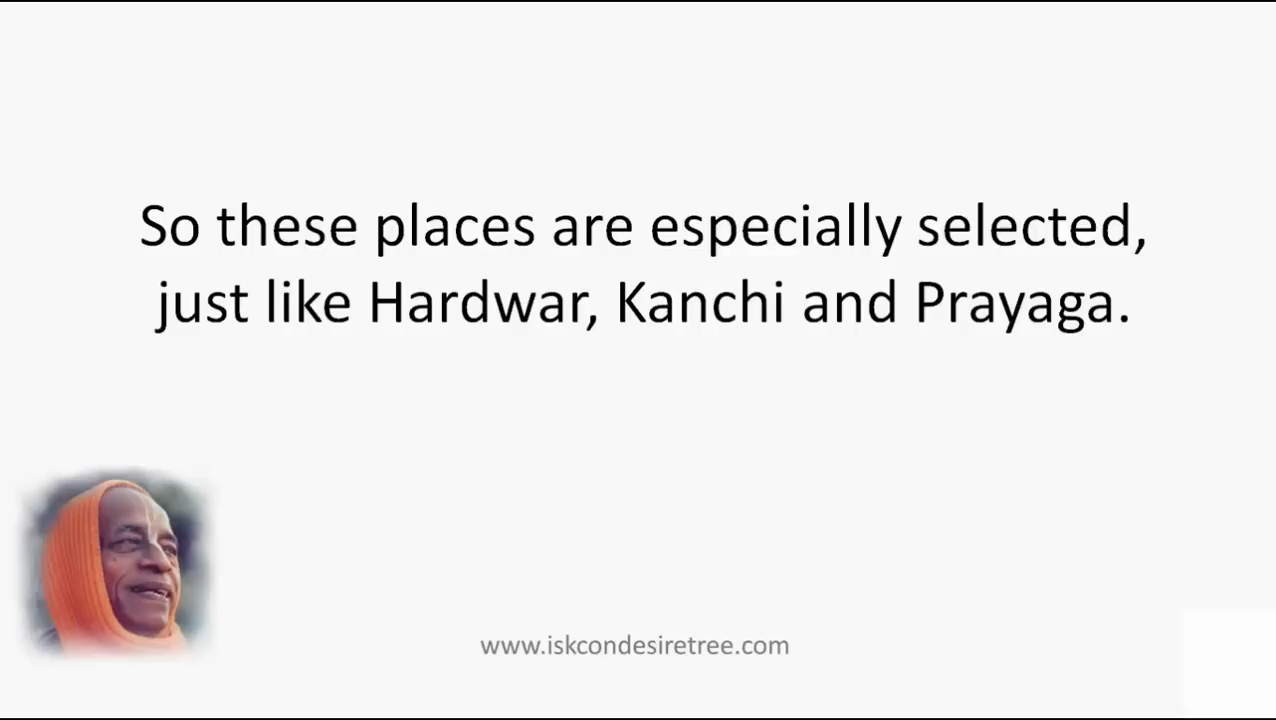 So these places are especially selected,
just like Hardwar, Kanchi and Prayaga.
www.iskcondesiretree.com